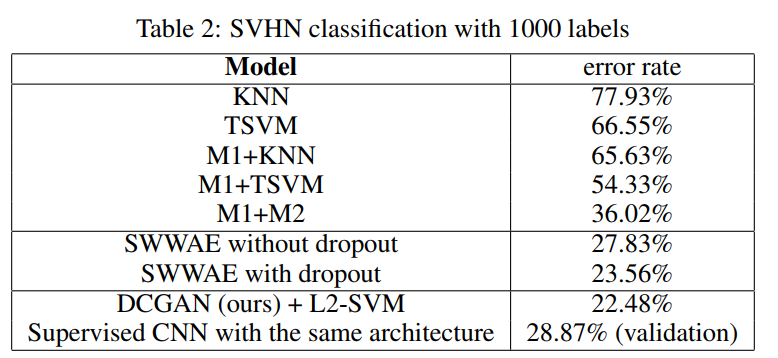 Table 2: SVHN classification with 1000 labels
Model error rate
KNN 77.93%
TSVM 66.55%
M1+KNN 65.63%
M1+TSVM 54.33%
M1+M2 36.02%
SWWAE without dropout 27.83%
SWWAE with dropout 23.56%
DCGAN (ours) + L2-SVM 22.48%
Supervised CNN with the same architecture 28.87% (validation)